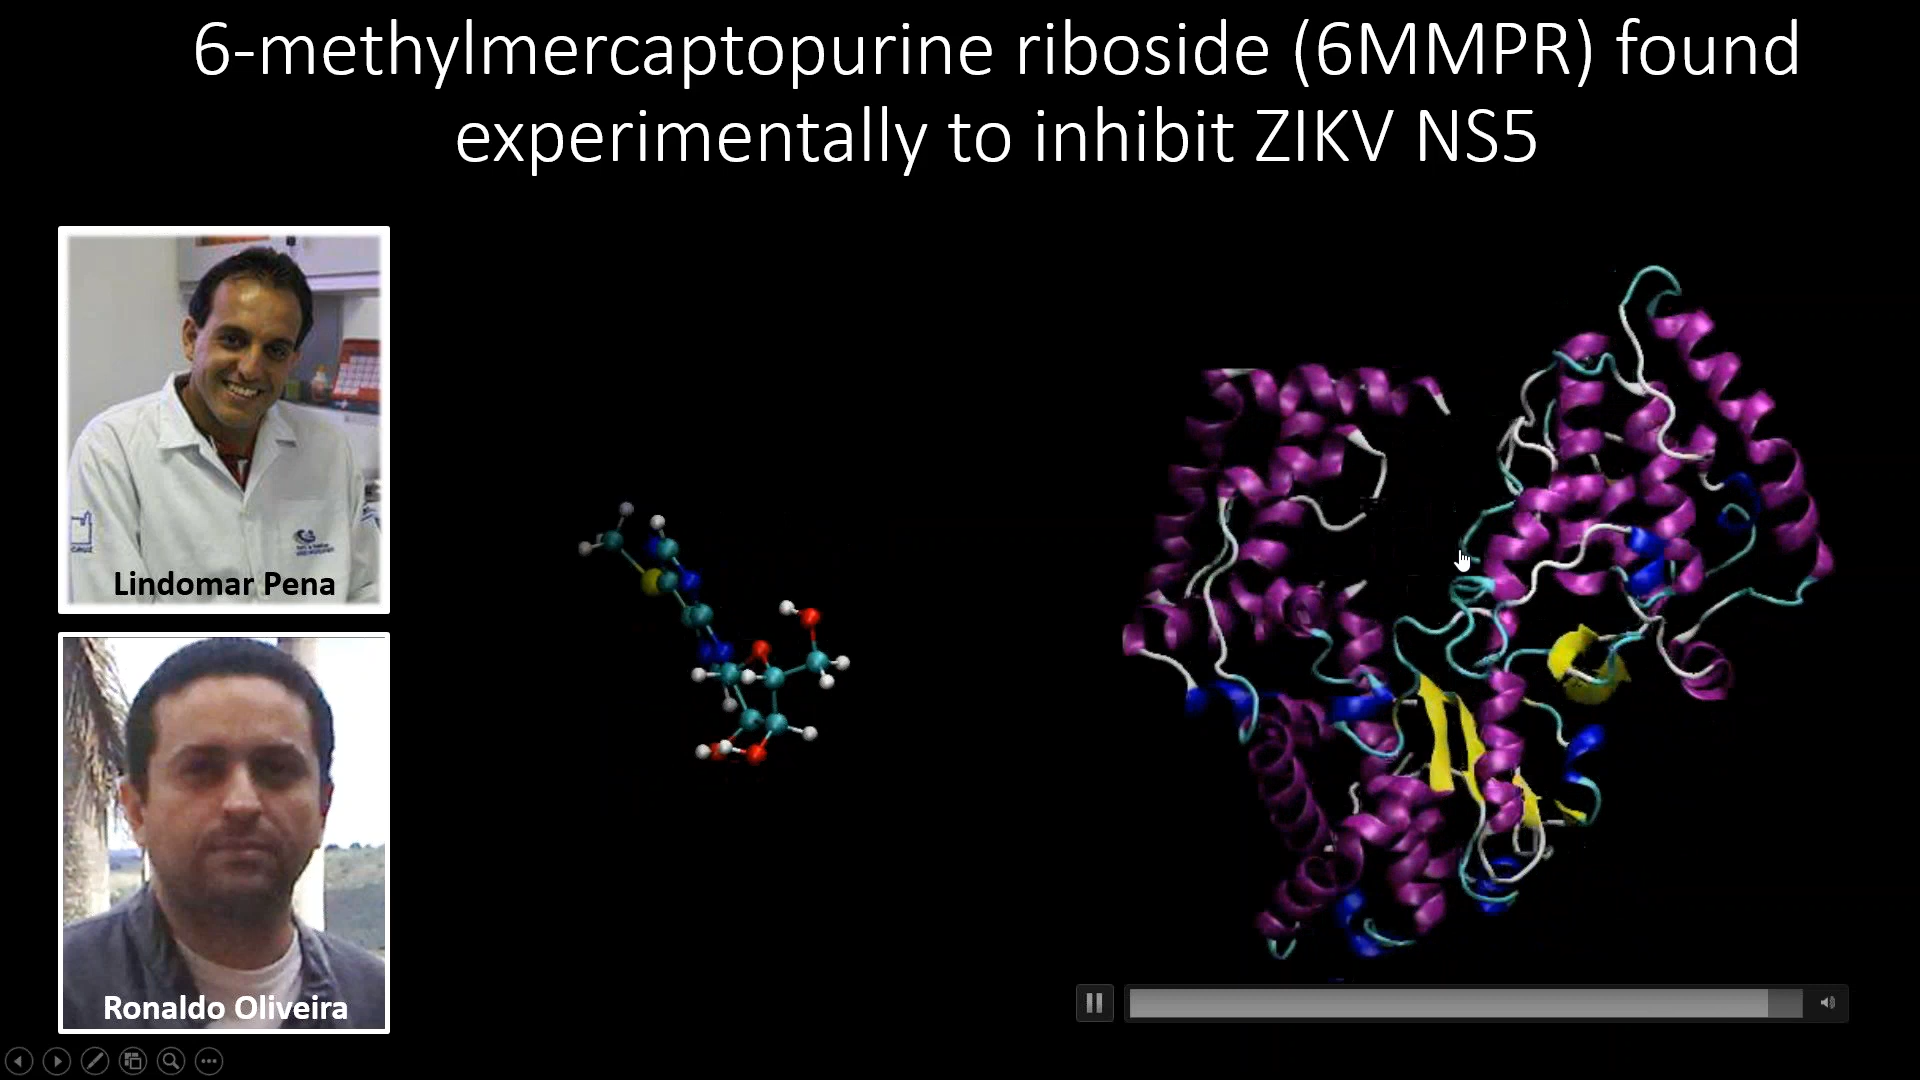 6-methylmercaptopurine riboside (6MMPR) found
experimentally to inhibit ZIKV NS5
Lindomar Pena
Ronaldo Oliveira